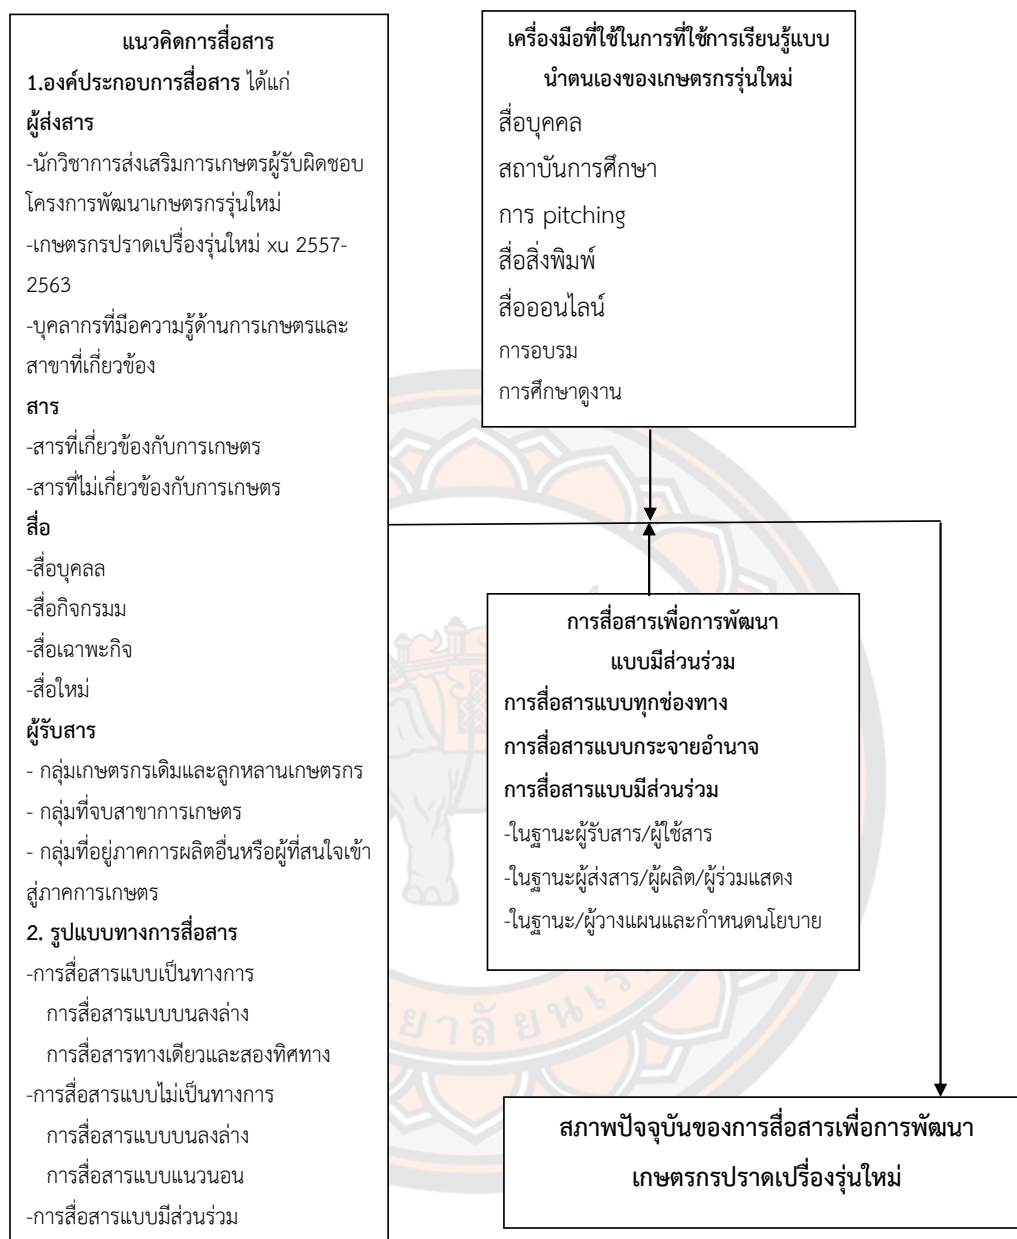 แนวคิดการสื่อสาร
1.องค์ประกอบการสื่อสาร ได้แก่
ผู้ส่งสาร
-นักวิชาการส่งเสริมการเกษตรผู้รับผิดชอบ
โครงการพัฒนาเกษตรกรรุ่นใหม่
-เกษตรกรปราดเปรื่องรุ่นใหม่ xu 2557-
2563
-บุคลากรที่มีอความรู้ด้านการเกษตรและ
สาขาที่เกี่ยวข้อง
สาร
-สารที่เกี่ยวข้องกับการเกษตร
-สารที่ไม่เกี่ยวข้องกับการเกษตร
สื่อ
-สื่อบุคลล
-สื่อกิจกรมม
-สื่อเฉาพะกิจ
-สื่อใหม่
ผู้รับสาร
- กลุ่มเกษตรกรเดิมและลูกหลานเกษตรกร
- กลุ่มที่จบสาขาการเกษตร
- กลุ่มที่อยู่ภาคการผลิตอื่นหรือผู้ที่สนใจเข้า
สู่ภาคการเกษตร
2. รูปแบบทางการสื่อสาร
-การสื่อสารแบบเป็นทางการ
การสื่อสารแบบบนลงล่าง
การสื่อสารทางเดียวและสองทิศทาง
-การสื่อสารแบบไม่เป็นทางการ
การสื่อสารแบบบนลงล่าง
การสื่อสารแบบแนวนอน
-การสื่อสารแบบมีส่วนร่วม
เครื่องมือที่ใช้ในการที่ใช้การเรียนรู้แบบ
นำตนเองของเกษตรกรรุ่นใหม่
สื่อบุคคล
สถาบันการศึกษา
การ pitching
สื่อสิ่งพิมพ์
สื่อออนไลน์
การอบรม
การศึกษาดูงาน
การสื่อสารเพื่อการพัฒนา
แบบมีส่วนร่วม
การสื่อสารแบบทุกช่องทาง
การสื่อสารแบบกระจายอำนาจ
การสื่อสารแบบมีส่วนร่วม
-ในฐานะผู้รับสาร/ผู้ใช้สาร
-ในฐานะผู้ส่งสาร/ผู้ผลิต/ผู้ร่วมแสดง
-ในฐานะ/ผู้วางแผนและกำหนดนโยบาย
สภาพปัจจุบันของการสื่อสารเพื่อการพัฒนา
เกษตรกรปราดเปรื่องรุ่นใหม่